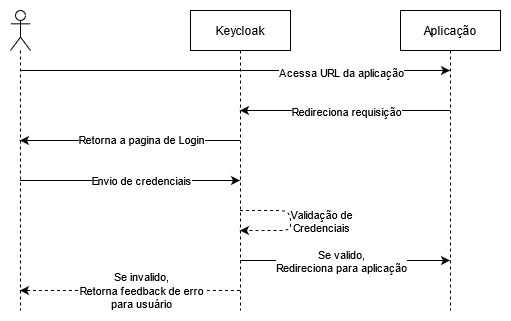 Keycloak
Aplicação
Acessa URL da aplicação
Redireciona requisição
Retorna a pagina de Login
Envio de credenciais
Validação de
Credenciais
Se valido,
Redireciona para aplicação
Se invalido,
Retorna feedback de erro
para usuário